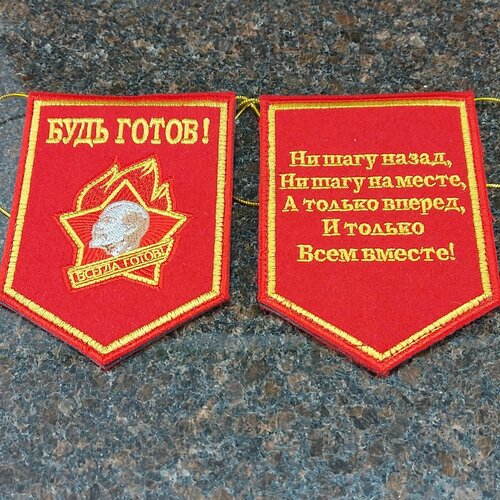 БУДЬ ГОТОВ!
ВСЕГДА ГОТОВ!
Ни шагу назад,
Ни шагу на месте,
А только вперед,
И только
Всем вместе!